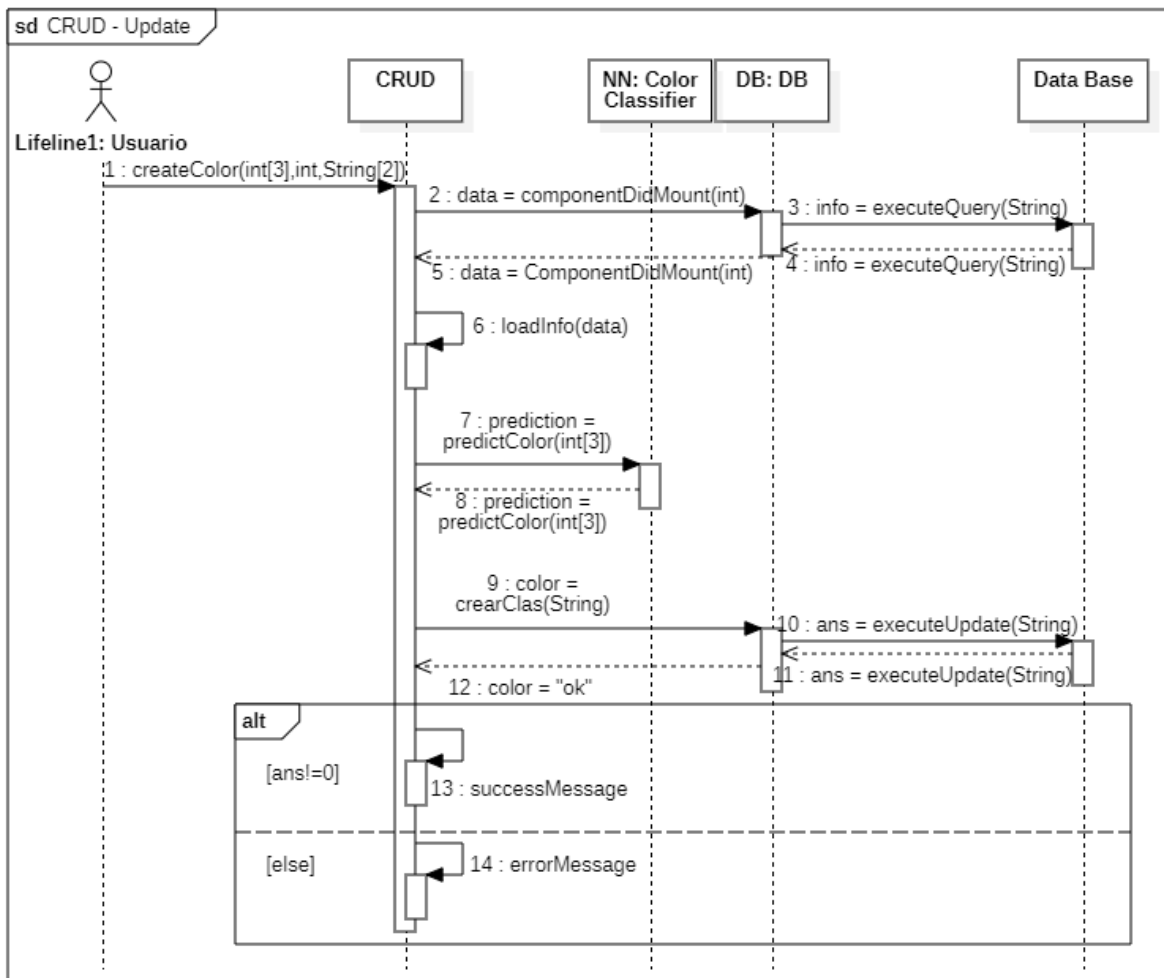 sd CRUD - Update
CRUD
NN: Color
Classifier
DB: DB
Data Base
Lifeline1: Usuario
1 : createColor(int[3],int,String[2])
2 : data = componentDidMount(int)
3 : info = executeQuery(String)
4 : info = executeQuery(String)
5 : data = ComponentDidMount(int)
6 : loadInfo(data)
7 : prediction =
predictColor(int[3])
8 : prediction =
predictColor(int[3])
9 : color =
crearClas(String)
10 : ans = executeUpdate(String)
11 : ans = executeUpdate(String)
12 : color = "ok"
alt
[ans!=0]
13 : successMessage
[else]
14 : errorMessage